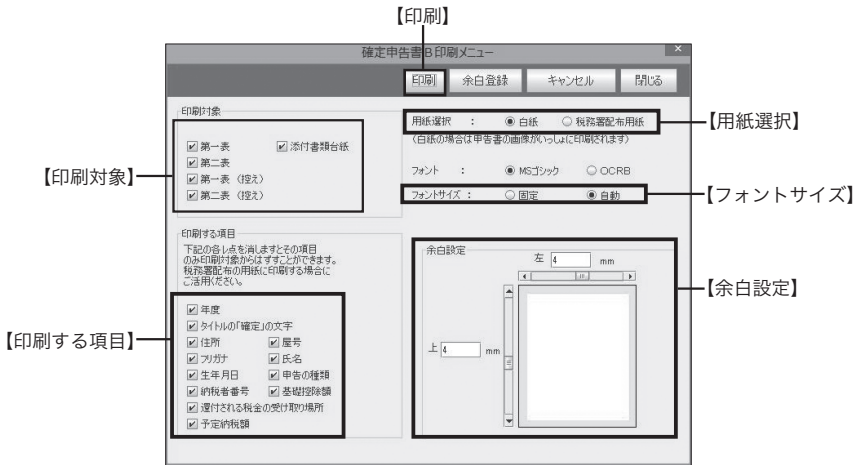 【印刷】
確定申告書B印刷メニュー
×
印刷 余白登録 キャンセル 閉じる
印刷対象
第一表 添付書類台紙
第二表
第一表（控え）
第二表（控え）
【印刷対象】
用紙選択 ： 白紙 税務署配布用紙
（白紙の場合は申告書の画像がいっしょに印刷されます）
【用紙選択】
フォント ： MSゴシック OCRB
フォントサイズ ： 固定 自動
【フォントサイズ】
印刷する項目
下記の各レ点を消しますとその項目
のみ印刷対象からはずすことができます。
税務署配布の用紙に印刷する場合に
ご活用ください。
年度
タイトルの「確定」の文字
住所 屋号
フリガナ 氏名
生年月日 申告の種類
納税者番号 基礎控除額
還付される税金の受け取り場所
予定納税額
【印刷する項目】
余白設定
左 4 mm
上 4 mm
【余白設定】